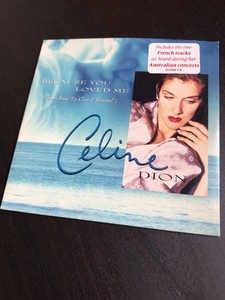 Includes the two
French tracks
as heard during her
Australian concerts
BECAUSE YOU
LOVED ME
(Theme from "Up Close & Personal")
Celine
DION